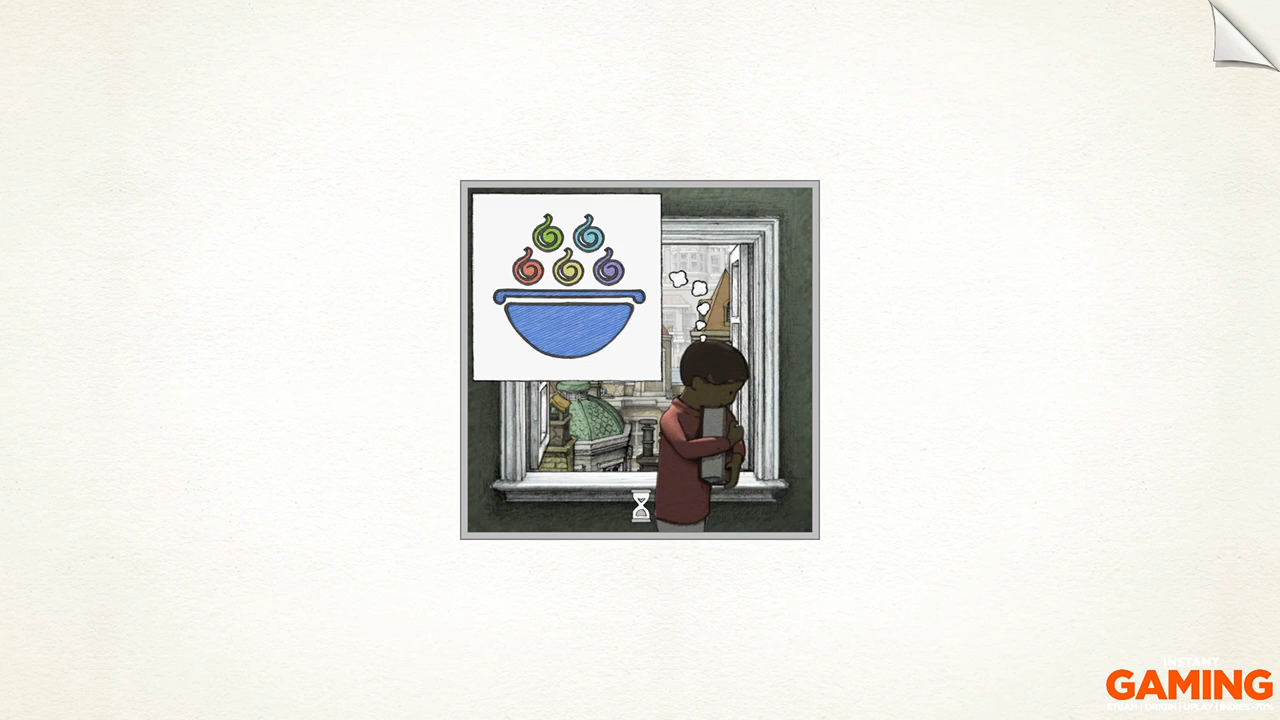 INSTANT
GAMING
STEAM | ORIGIN | UPLAY | INDIES -70%